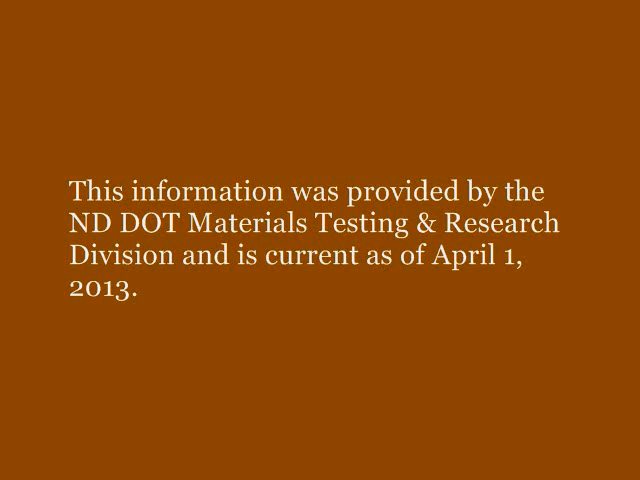 This information was provided by the
ND DOT Materials Testing & Research
Division and is current as of April 1,
2013.